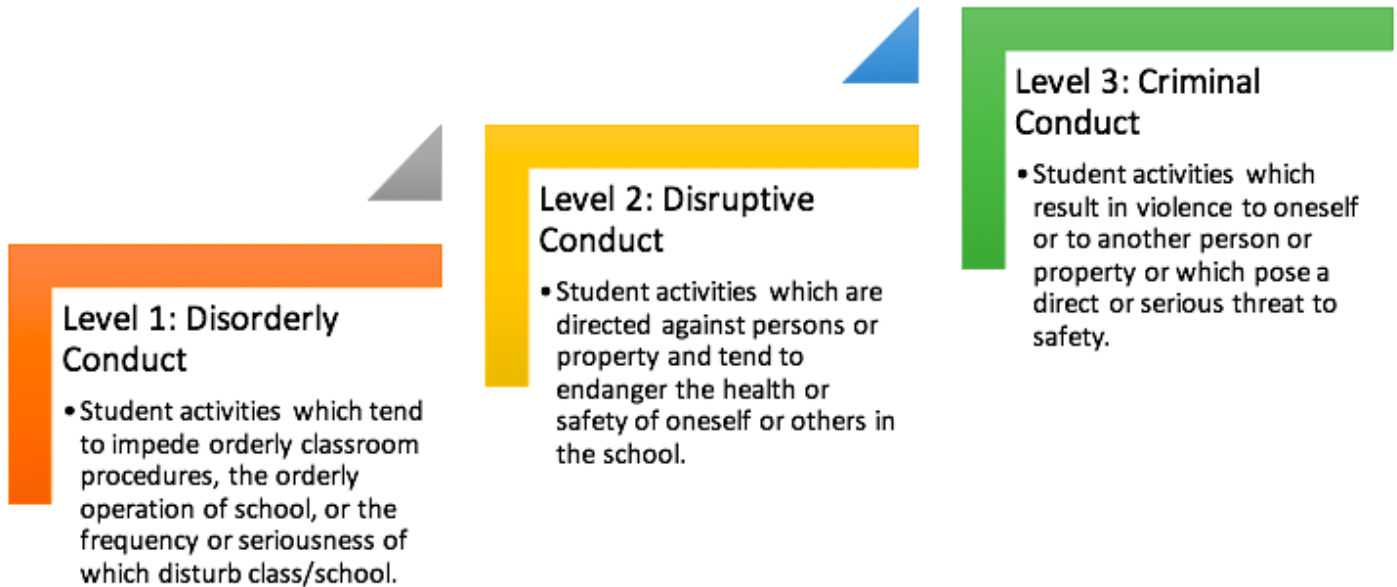 Level 1: Disorderly
Conduct
• Student activities which tend
to impede orderly classroom
procedures, the orderly
operation of school, or the
frequency or seriousness of
which disturb class/school.
Level 2: Disruptive
Conduct
• Student activities which are
directed against persons or
property and tend to
endanger the health or
safety of oneself or others in
the school.
Level 3: Criminal
Conduct
• Student activities which
result in violence to oneself
or to another person or
property or which pose a
direct or serious threat to
safety.